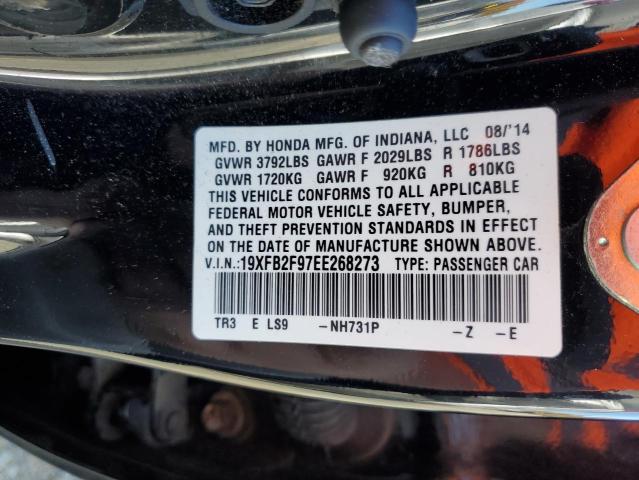 MFD. BY HONDA MFG. OF INDIANA, LLC 08/'14
GVWR 3792LBS GAWR F 2029LBS R 1786LBS
GVWR 1720KG GAWR F 920KG R 810KG
THIS VEHICLE CONFORMS TO ALL APPLICABLE
FEDERAL MOTOR VEHICLE SAFETY, BUMPER,
AND THEFT PREVENTION STANDARDS IN EFFECT
ON THE DATE OF MANUFACTURE SHOWN ABOVE.
V.I.N.:19XFB2F97EE268273 TYPE: PASSENGER CAR
TR3 E LS9 -NH731P -Z -E